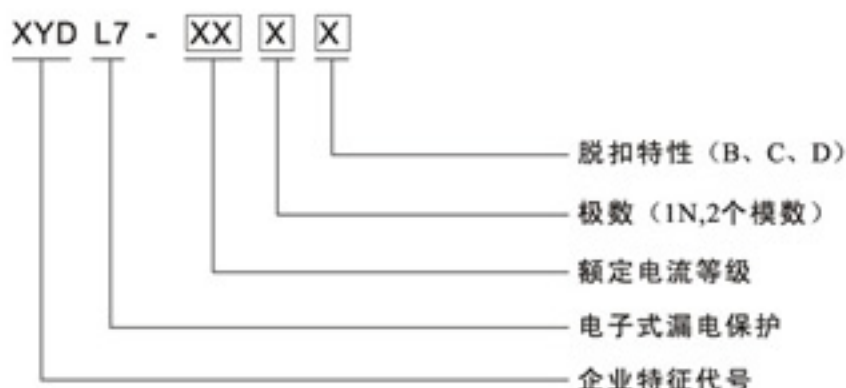 XYD L7 - XX X X
脱扣特性（B、C、D）
极数（1N,2个模数）
额定电流等级
电子式漏电保护
企业特征代号